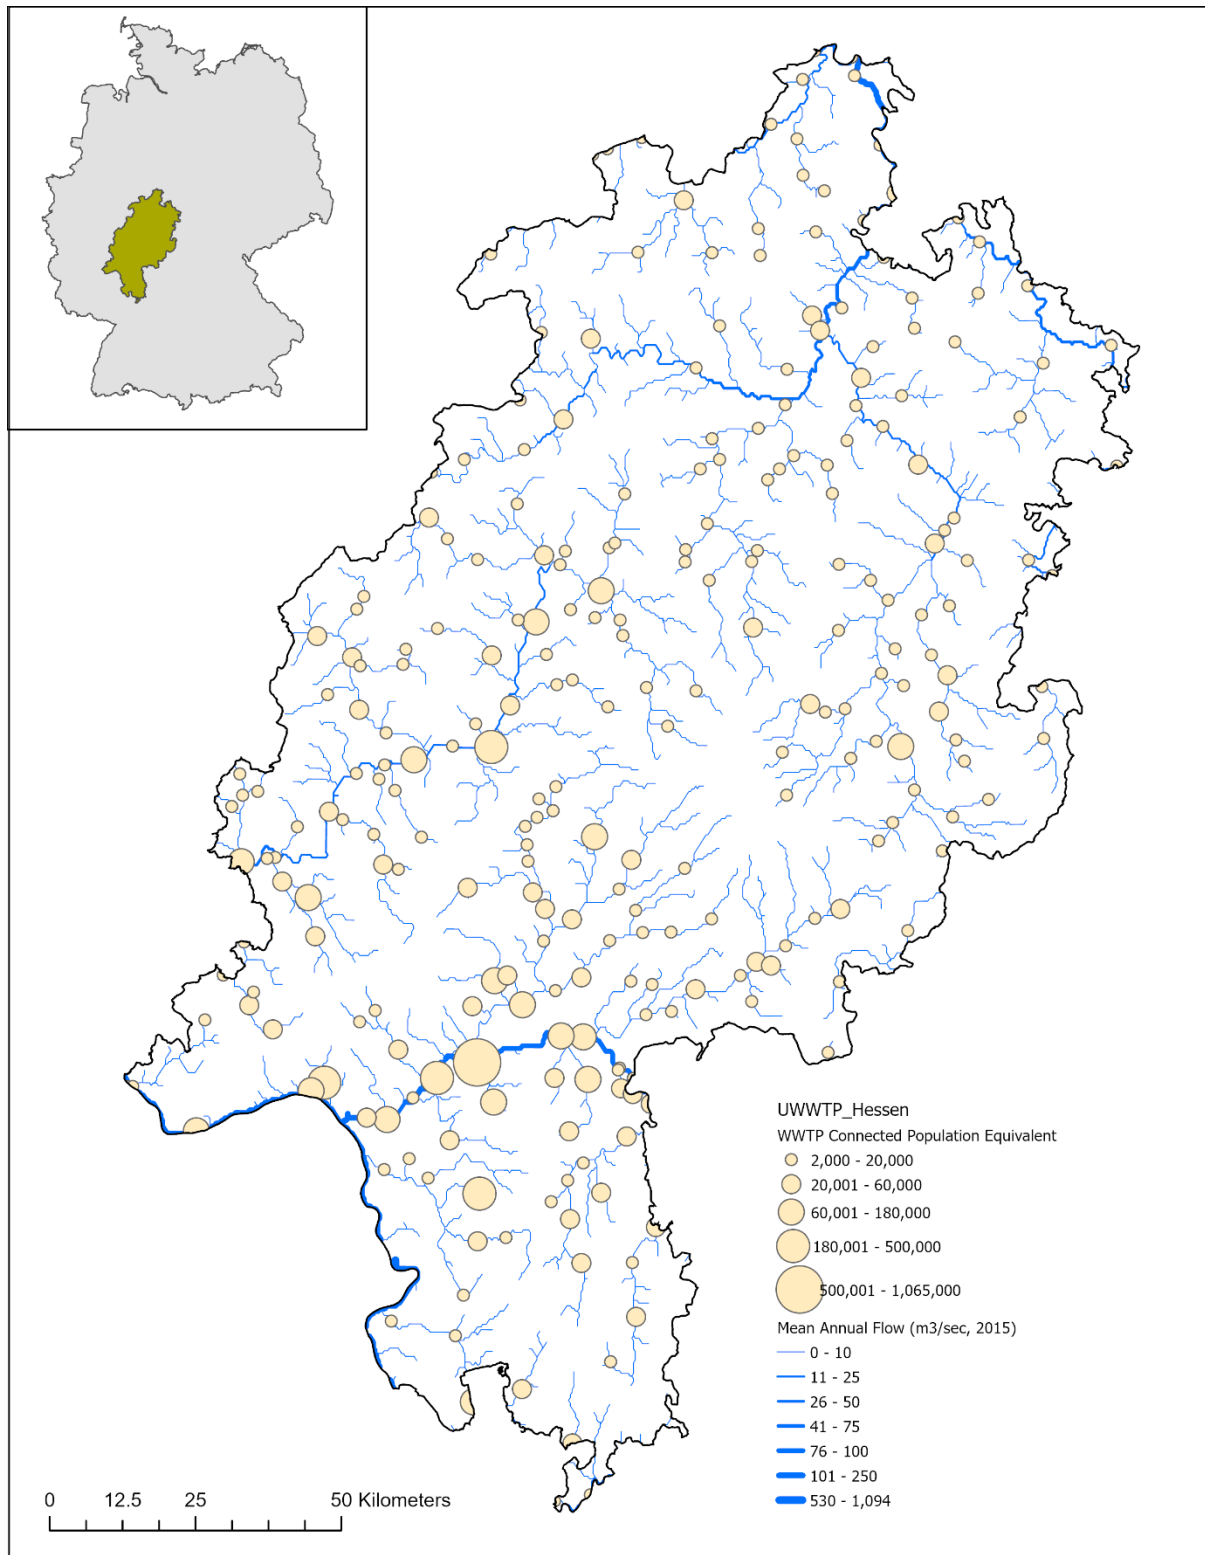 UWWTP_Hessen
WWTP Connected Population Equivalent
2,000 - 20,000
20,001 - 60,000
60,001 - 180,000
180,001 - 500,000
500,001 - 1,065,000
Mean Annual Flow (m3/sec, 2015)
0 - 10
11 - 25
26 - 50
41 - 75
76 - 100
101 - 250
530 - 1,094
0 12.5 25 50 Kilometers